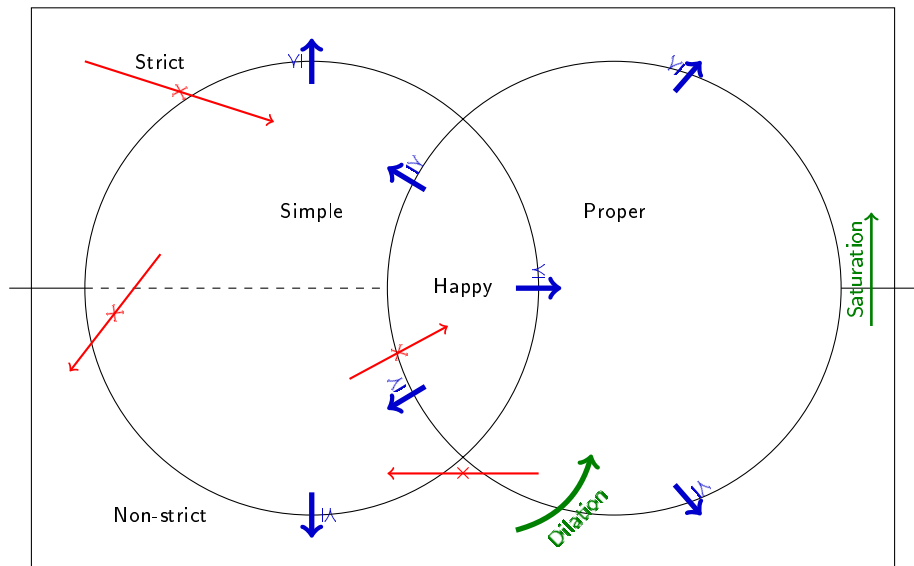 Strict
Simple
Proper
Happy
Saturation
Non-strict
Dilation